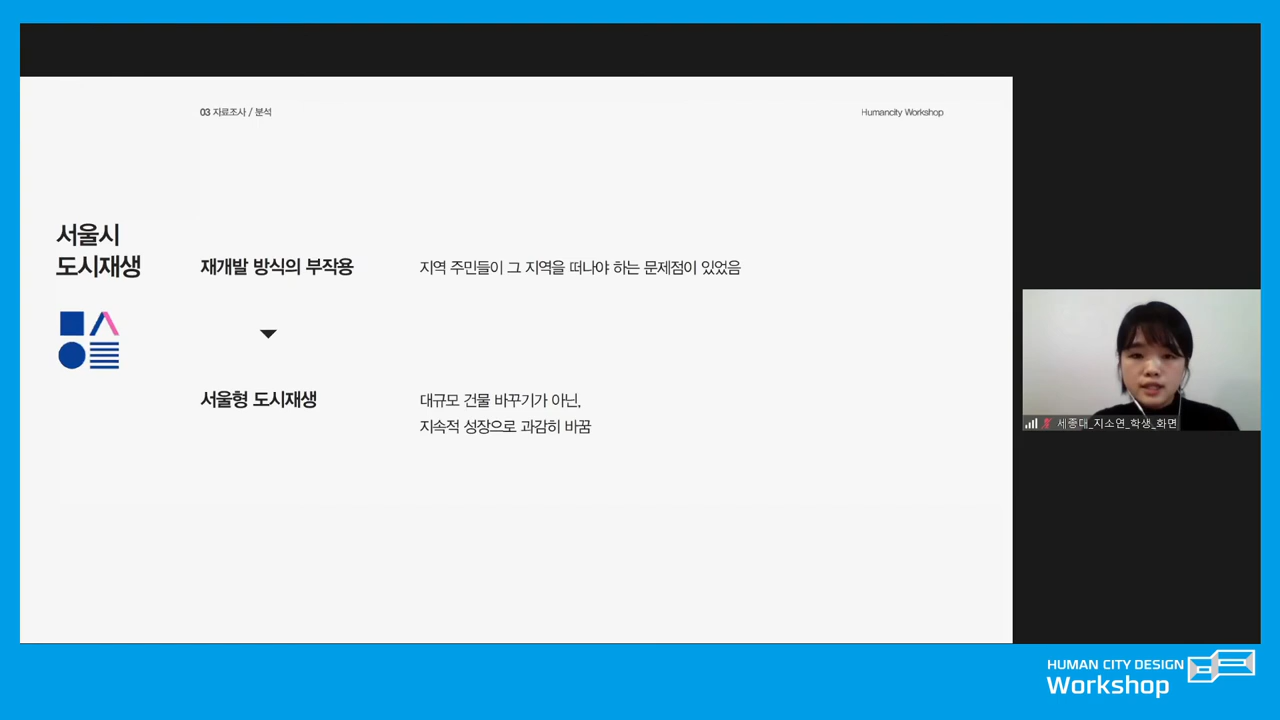 03 자료조사 / 분석
Humancity Workshop
서울시
도시재생
재개발 방식의 부작용
지역 주민들이 그 지역을 떠나야 하는 문제점이 있었음
서울형 도시재생
대규모 건물 바꾸기가 아닌,
지속적 성장으로 과감히 바꿈
세종대_지소연_학생_화면
HUMAN CITY DESIGN
Workshop